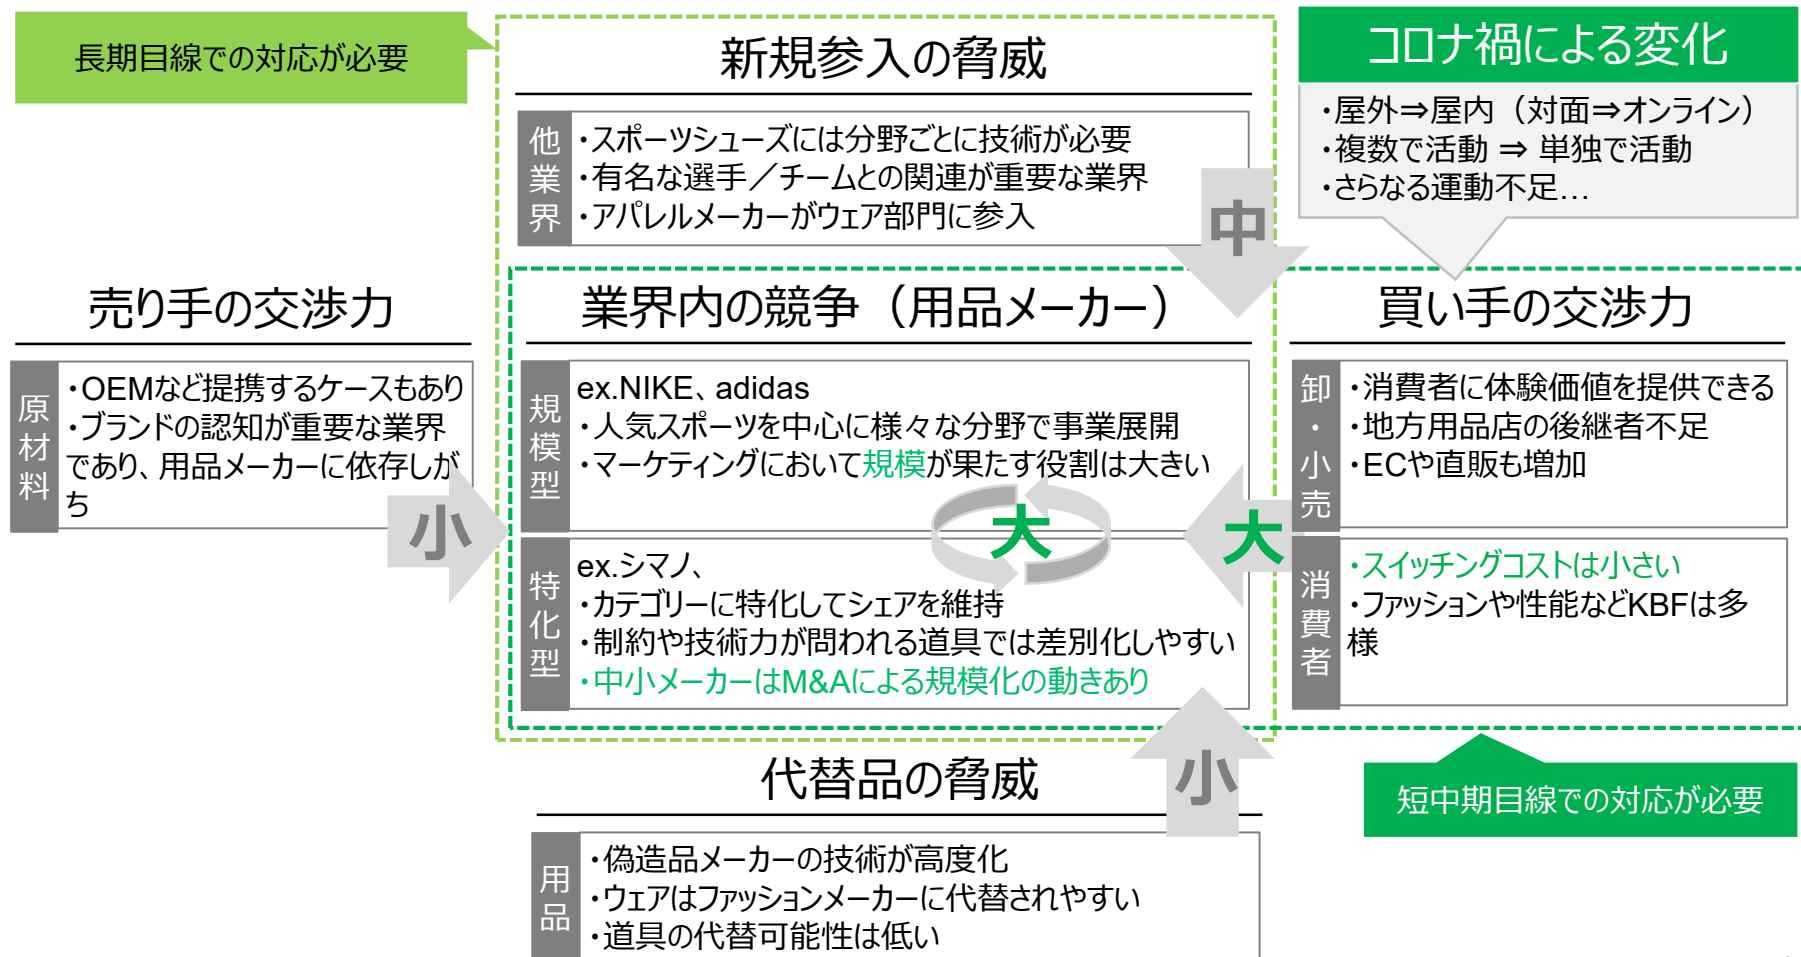 長期目線での対応が必要
新規参入の脅威
他業界
・スポーツシューズには分野ごとに技術が必要
・有名な選手／チームとの関連が重要な業界
・アパレルメーカーがウェア部門に参入
中
コロナ禍による変化
・屋外⇒屋内（対面⇒オンライン）
・複数で活動 ⇒ 単独で活動
・さらなる運動不足…
売り手の交渉力
原材料
・OEMなど提携するケースもあり
・ブランドの認知が重要な業界
であり、用品メーカーに依存しが
ち
小
業界内の競争（用品メーカー）
規模型
ex.NIKE、adidas
・人気スポーツを中心に様々な分野で事業展開
・マーケティングにおいて規模が果たす役割は大きい
大
特化型
ex.シマノ、
・カテゴリーに特化してシェアを維持
・制約や技術力が問われる道具では差別化しやすい
・中小メーカーはM&Aによる規模化の動きあり
買い手の交渉力
卸・小売
・消費者に体験価値を提供できる
・地方用品店の後継者不足
・ECや直販も増加
大
消費者
・スイッチングコストは小さい
・ファッションや性能などKBFは多
様
代替品の脅威
小
用品
・偽造品メーカーの技術が高度化
・ウェアはファッションメーカーに代替されやすい
・道具の代替可能性は低い
短中期目線での対応が必要